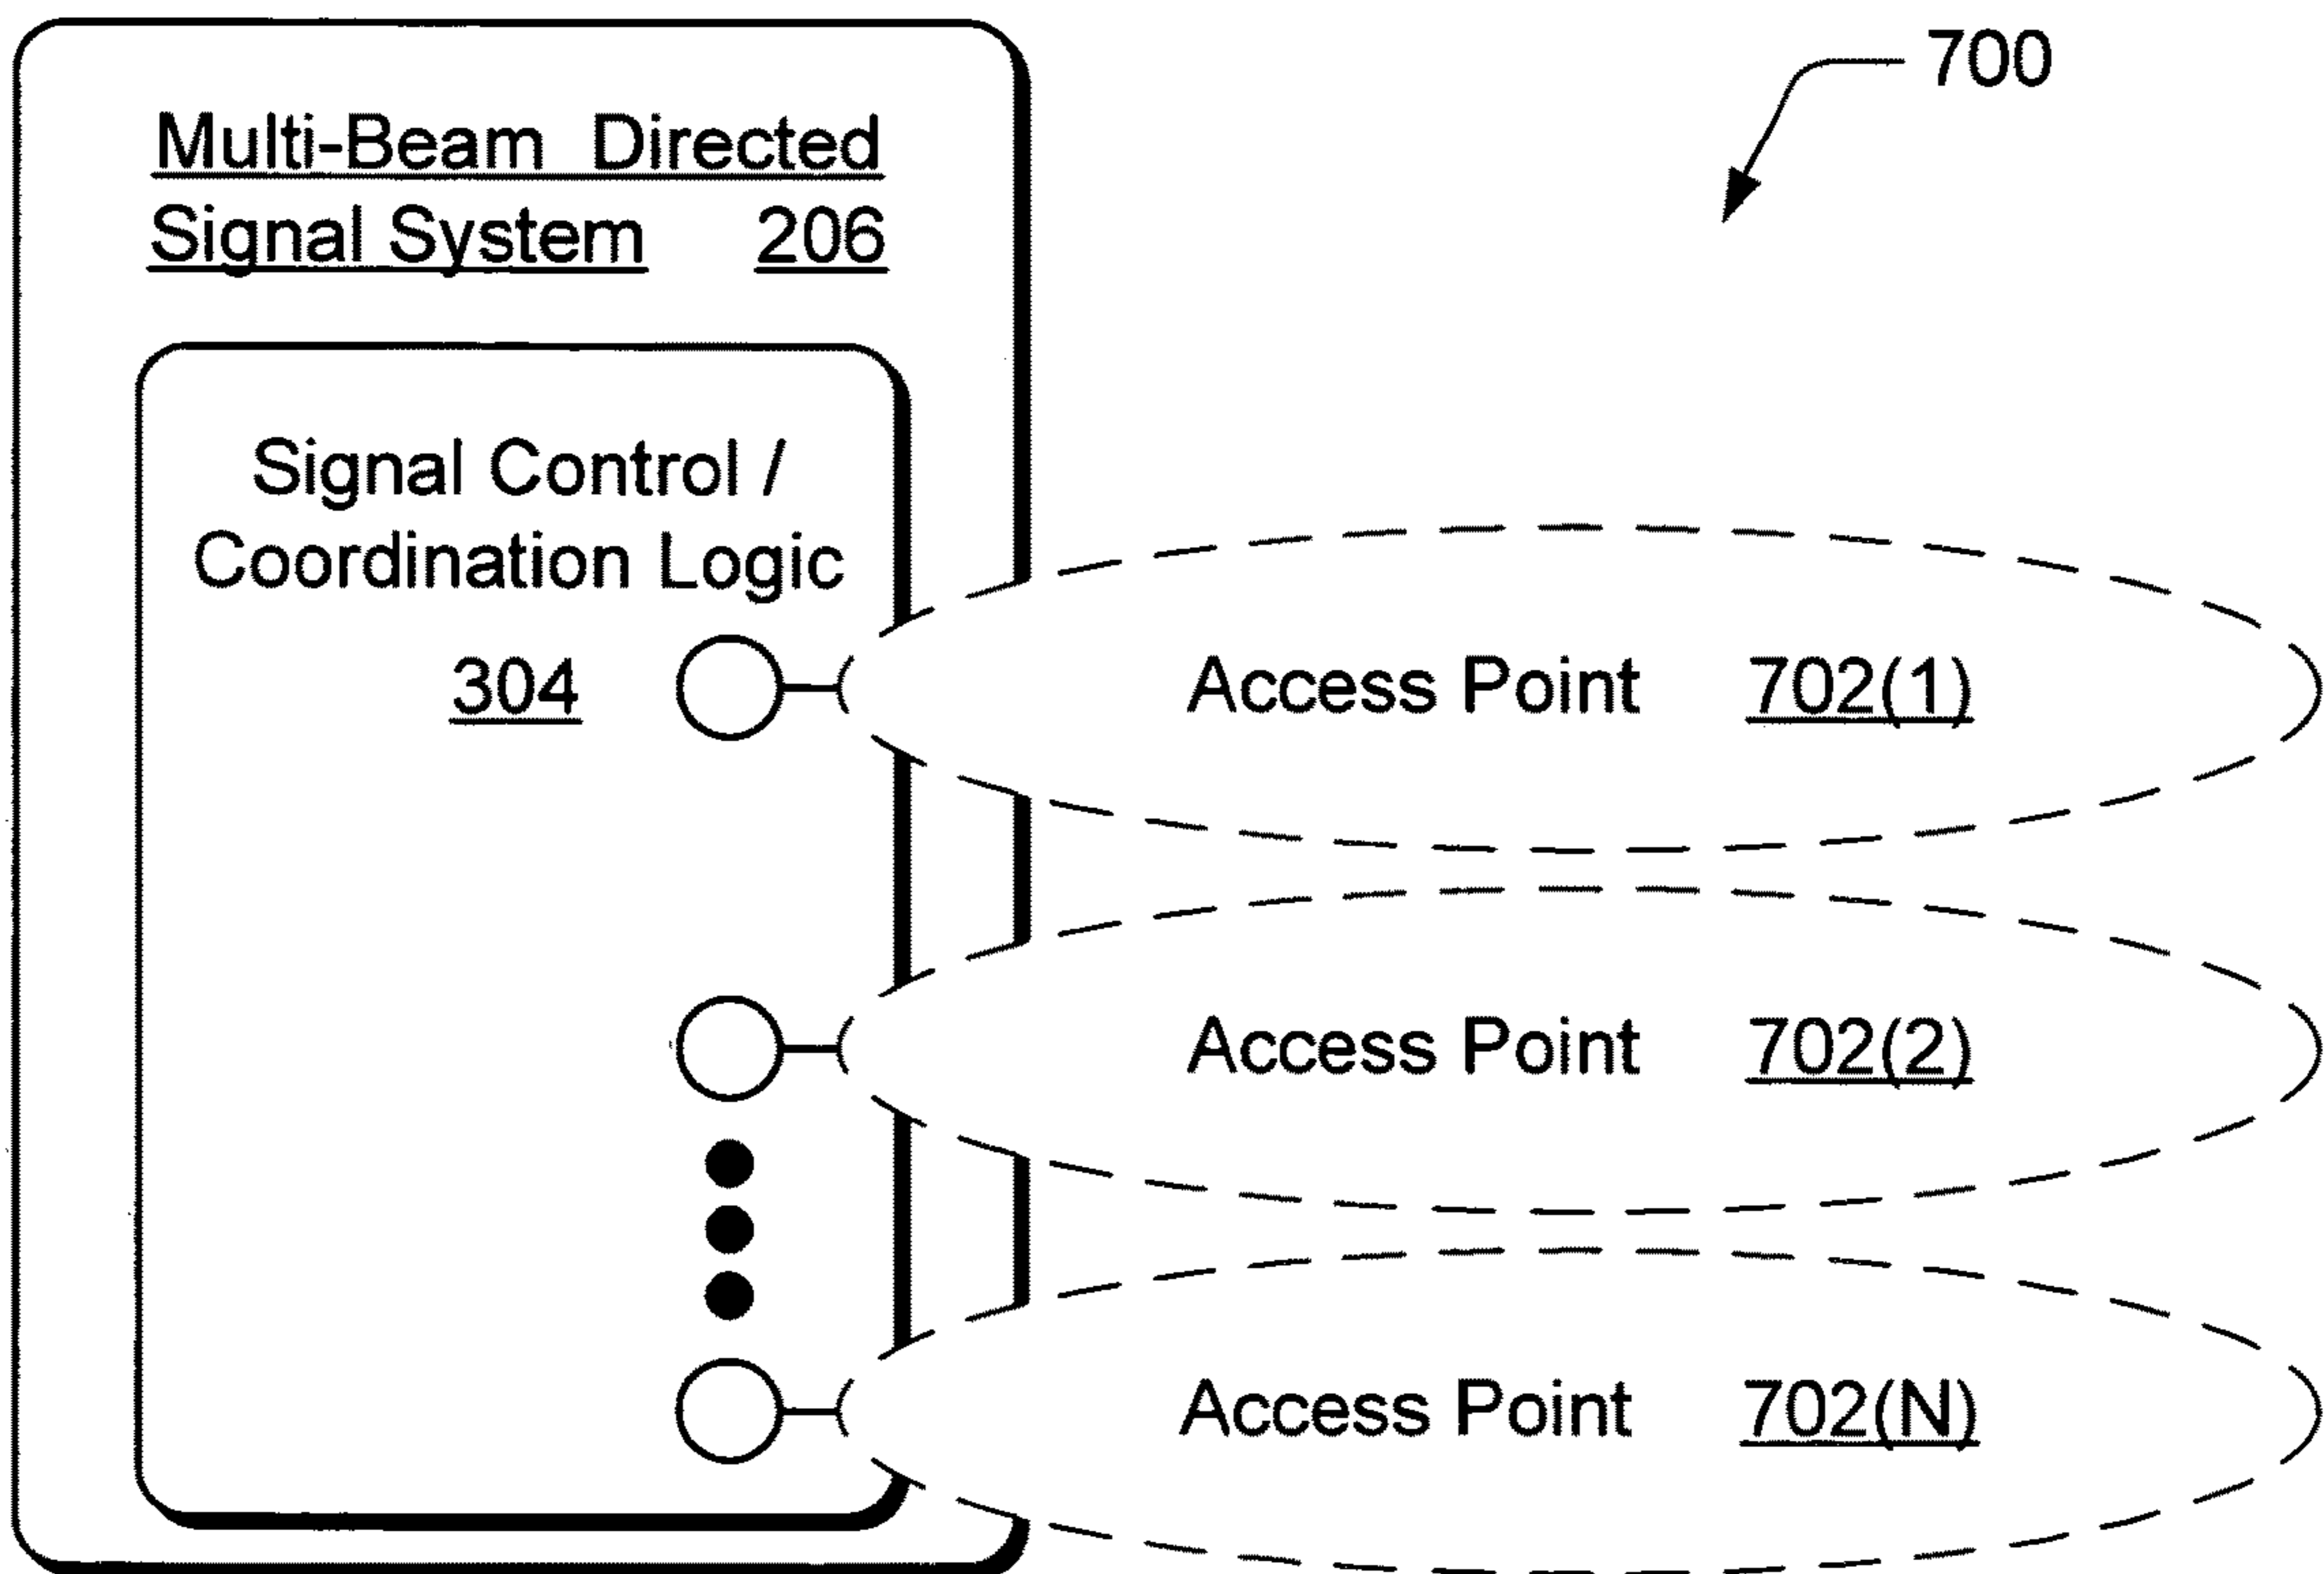 700
Multi-Beam Directed
Signal System 206
Signal Control /
Coordination Logic
304
Access Point 702(1)
Access Point 702(2)
Access Point 702(N)